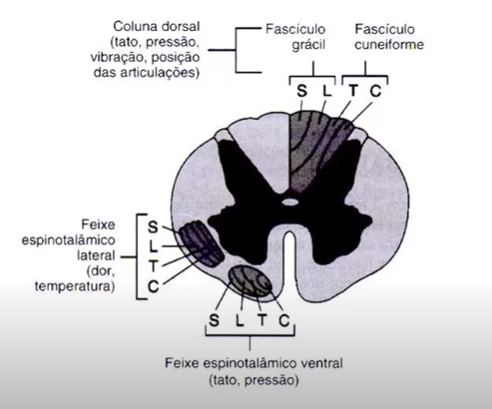 Coluna dorsal
(tato, pressão,
vibração, posição
das articulações)
Fascículo
grácil
Fascículo
cuneiforme
S L T C
Feixe
espinotalâmico
lateral
(dor,
temperatura)
S
L
T
C
S L T C
Feixe espinotalâmico ventral
(tato, pressão)